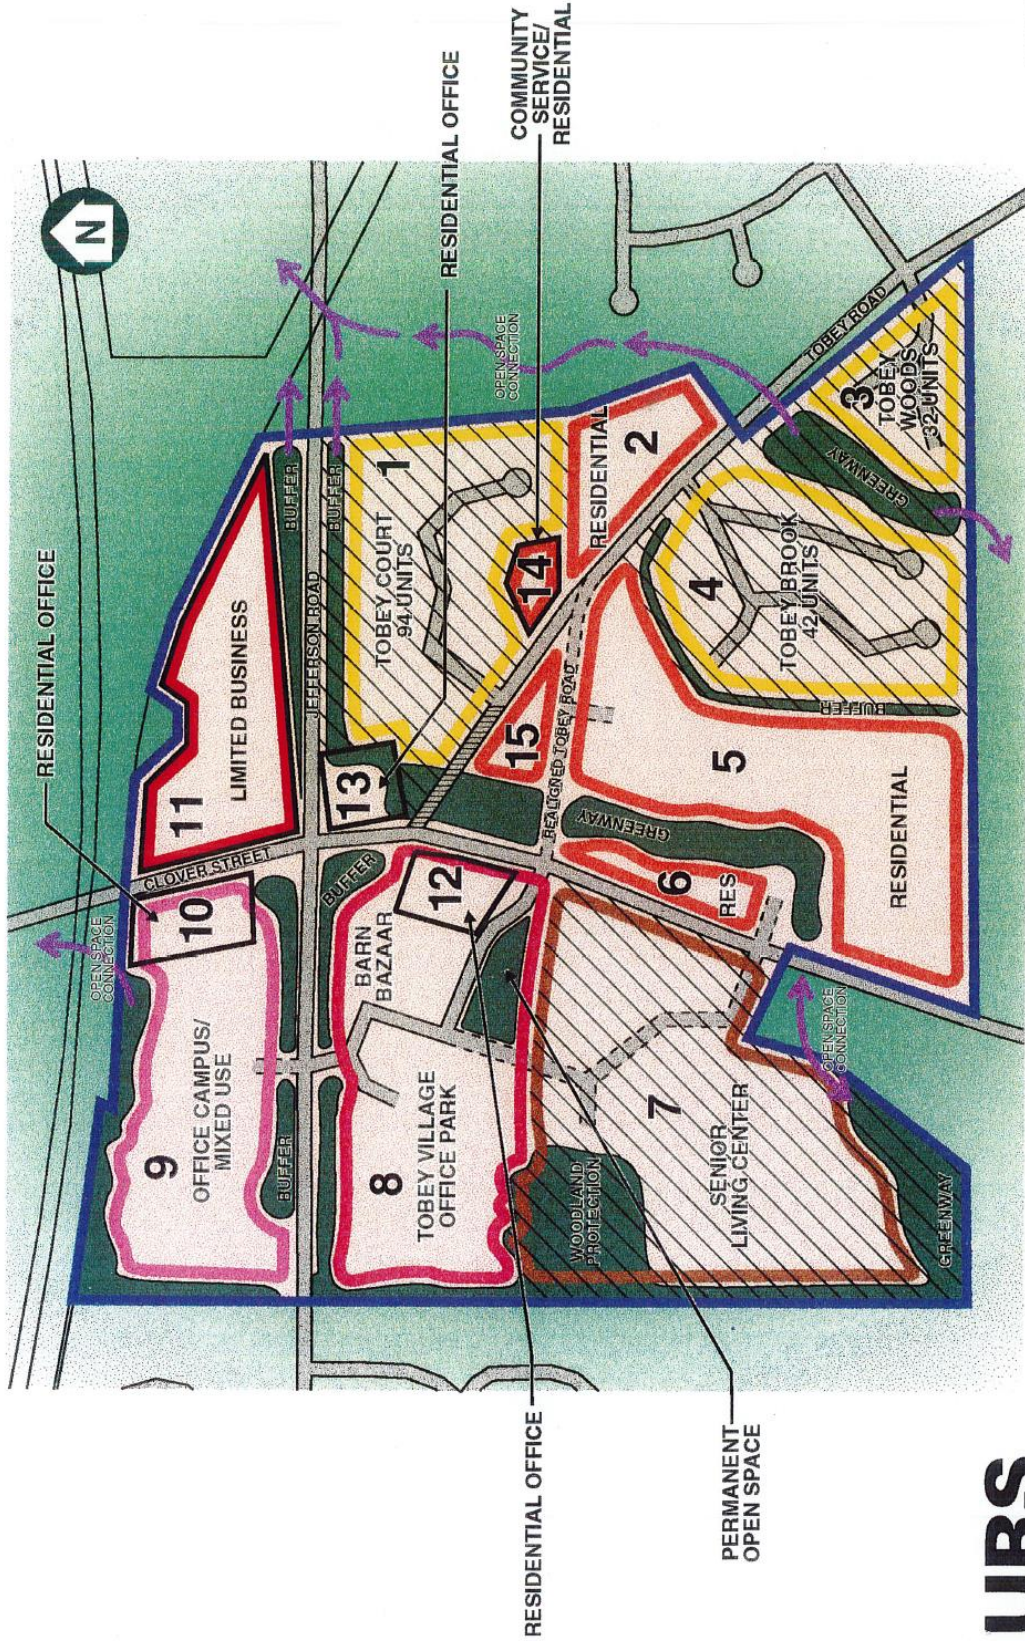 RESIDENTIAL OFFICE
N
OPEN SPACE
CONNECTION
CLOVER STREET
9
OFFICE CAMPUS/
MIXED USE
10
11
LIMITED BUSINESS
BUFFER
BUFFER
JEFFERSON ROAD
BUFFER
BUFFER
8
TOBEY VILLAGE
OFFICE PARK
BARN
BAZAAR
12
13
1
TOBEY COURT
94 UNITS
RESIDENTIAL OFFICE
COMMUNITY
SERVICE/
RESIDENTIAL
OPEN SPACE
CONNECTION
RESIDENTIAL OFFICE
WOODLAND
PROTECTION
15
14
REALIGNED TOBEY ROAD
GREENWAY
RESIDENTIAL
2
7
SENIOR
LIVING CENTER
6
RES
5
RESIDENTIAL
4
TOBEY BROOK
42 UNITS
BUFFER
TOBEY ROAD
3
TOBEY
WOODS
32 UNITS
GREENWAY
OPEN SPACE
CONNECTION
GREENWAY
PERMANENT
OPEN SPACE